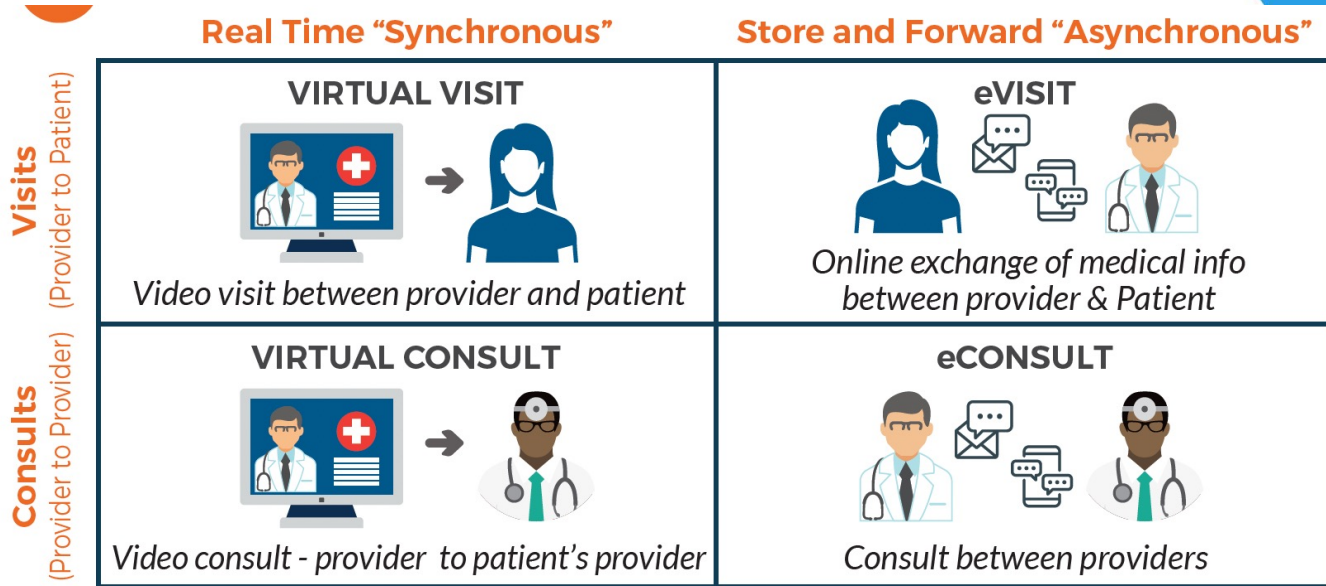 Real Time “Synchronous”
Store and Forward “Asynchronous”
Visits
(Provider to Patient)
VIRTUAL VISIT
Video visit between provider and patient
eVISIT
Online exchange of medical info
between provider & Patient
Consults
(Provider to Provider)
VIRTUAL CONSULT
Video consult - provider to patient’s provider
eCONSULT
Consult between providers